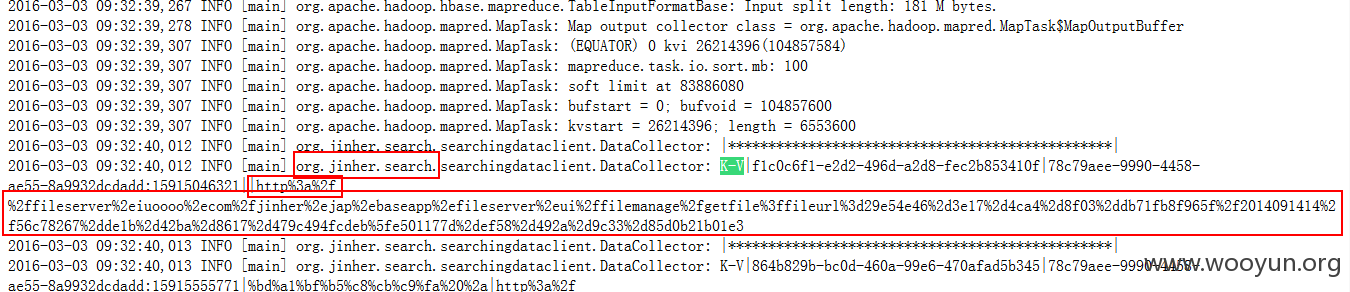 2016-03-03 09:32:39,267 INFO [main] org.apache.hadoop.hbase.mapreduce.TableInputFormatBase: Input split length: 181 M bytes.
2016-03-03 09:32:39,278 INFO [main] org.apache.hadoop.mapred.MapTask: Map output collector class = org.apache.hadoop.mapred.MapTask$MapOutputBuffer
2016-03-03 09:32:39,307 INFO [main] org.apache.hadoop.mapred.MapTask: (EQUATOR) 0 kvi 26214396(104857584)
2016-03-03 09:32:39,307 INFO [main] org.apache.hadoop.mapred.MapTask: mapreduce.task.io.sort.mb: 100
2016-03-03 09:32:39,307 INFO [main] org.apache.hadoop.mapred.MapTask: soft limit at 83886080
2016-03-03 09:32:39,307 INFO [main] org.apache.hadoop.mapred.MapTask: bufstart = 0; bufvoid = 104857600
2016-03-03 09:32:39,307 INFO [main] org.apache.hadoop.mapred.MapTask: kvstart = 26214396; length = 6553600
2016-03-03 09:32:40,012 INFO [main] org.jinher.search.searchingdataclient.DataCollector: |************************************************|
2016-03-03 09:32:40,012 INFO [main] org.jinher.search.searchingdataclient.DataCollector: K-V|f1c0c6f1-e2d2-496d-a2d8-fec2b853410f|78c79aee-9990-4458-
ae55-8a9932dcdadd:15915046321||http%3a%2f
%2ffileserver%2eiuoooo%2ecom%2fjinher%2ejap%2ebaseapp%2efileserver%2eui%2ffilemanage%2fgetfile%3ffileurl%3d29e54e46%2d3e17%2d4ca4%2d8f03%2ddb71fb8f965f%2f2014091414%2
f56c78267%2dde1b%2d42ba%2d8617%2d479c494fcdeb%5fe501177d%2def58%2d492a%2d9c33%2d85d0b21b01e3
2016-03-03 09:32:40,013 INFO [main] org.jinher.search.searchingdataclient.DataCollector: |************************************************|
2016-03-03 09:32:40,013 INFO [main] org.jinher.search.searchingdataclient.DataCollector: K-V|864b829b-bc0d-460a-99e6-470afad5b345|78c79aee-9990-4458-
www.wooyun.org
ae55-8a9932dcdadd:15915555771|%bd%a1%bf%b5%c8%cb%c9%fa%20%2a|http%3a%2f